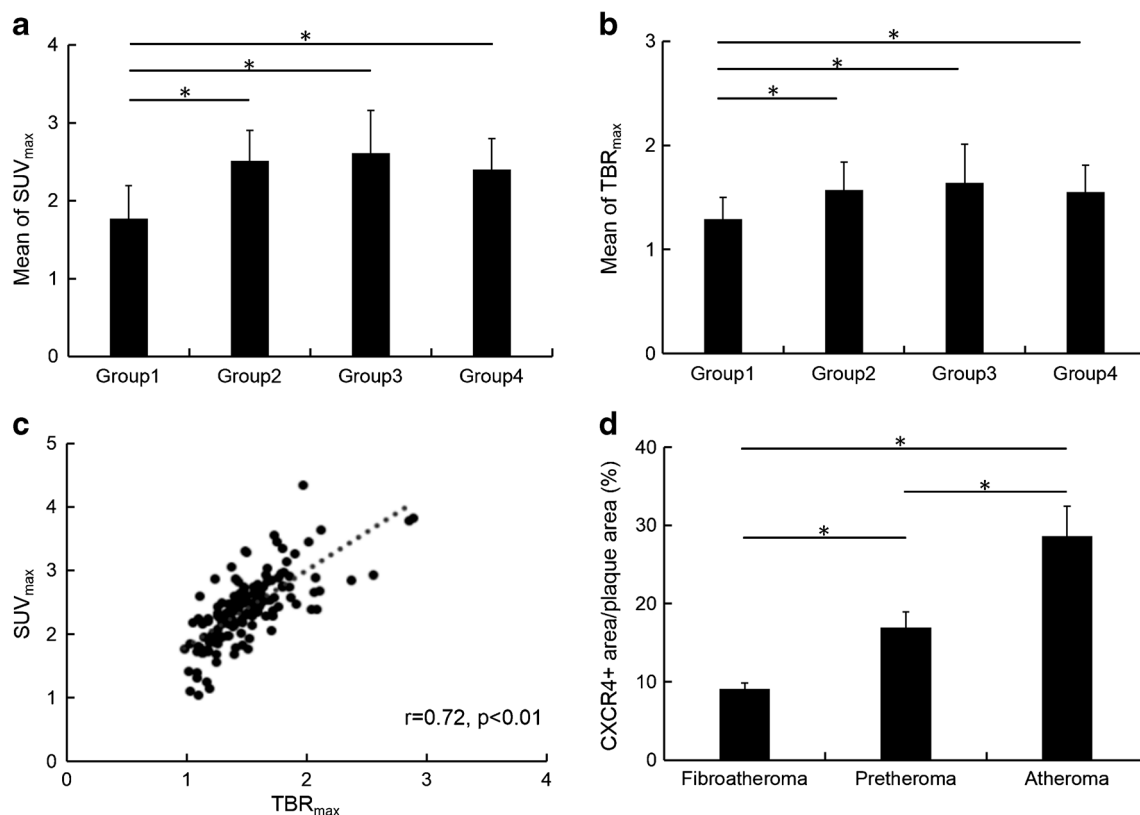 a
4
3
2
1
0
Mean of SUVmax
*
*
*
Group1 Group2 Group3 Group4
b
3
2
1
0
Mean of TBRmax
*
*
*
Group1 Group2 Group3 Group4
c
5
4
3
2
1
0
SUVmax
r=0.72, p<0.01
0 1 2 3 4
TBRmax
d
40
30
20
10
0
CXCR4+ area/plaque area (%)
*
*
*
Fibroatheroma Pretheroma Atheroma